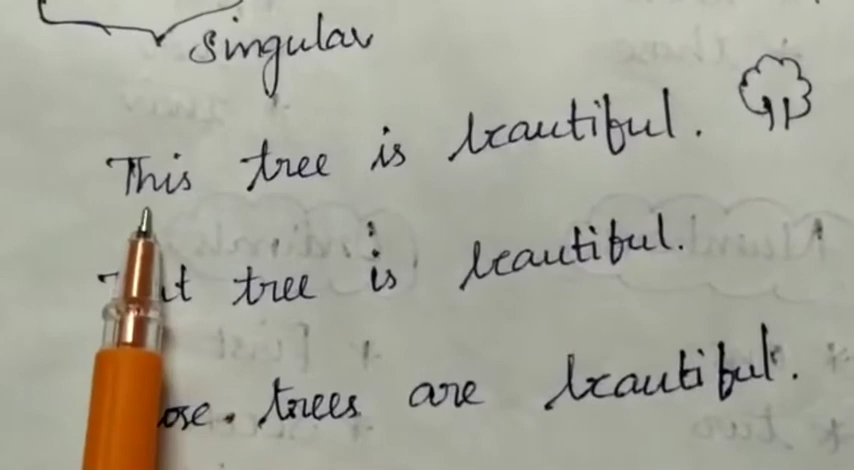 singular
This tree is beautiful.
tree is beautiful.
trees are beautiful.